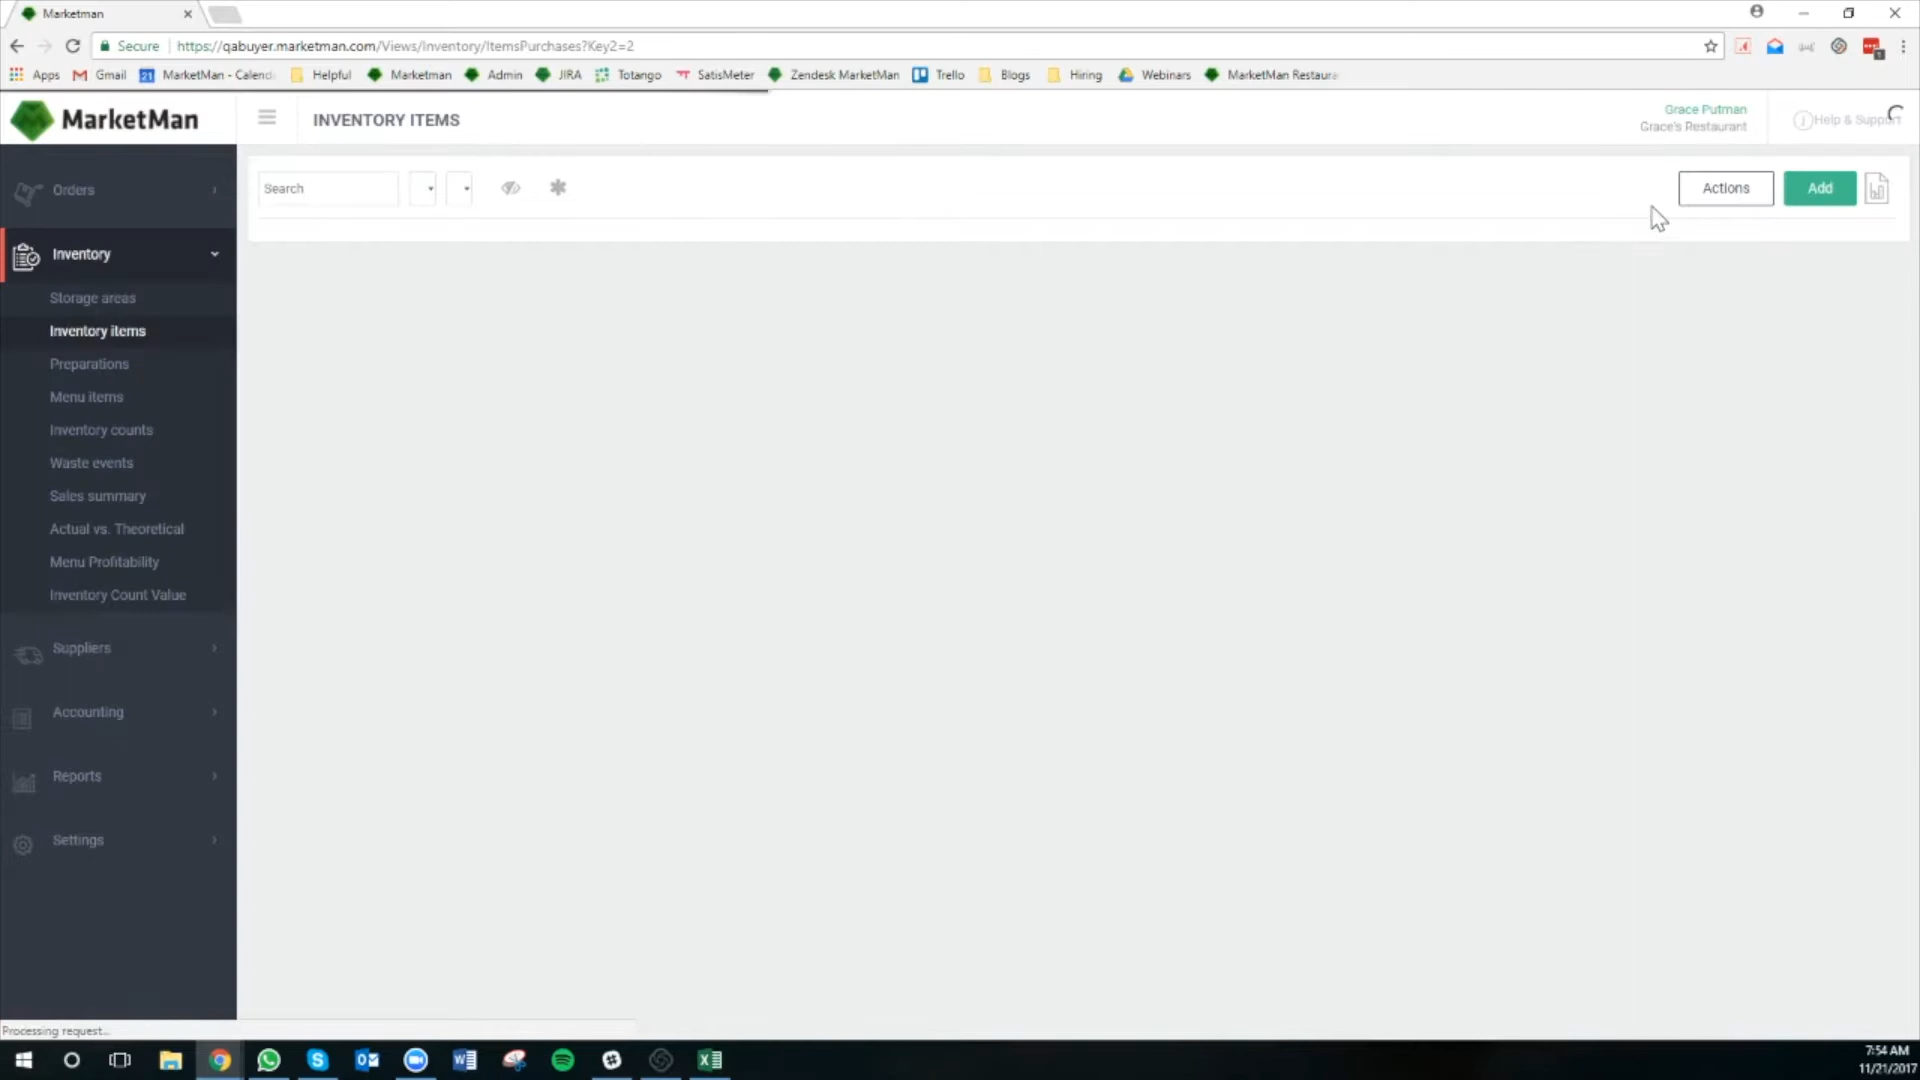 Marketman
Secure https://qabuyer.marketman.com/Views/Inventory/ItemsPurchases?Key2=2
Apps Gmail MarketMan - Calend Helpful Marketman Admin JIRA Totango SatisMeter Zendesk MarketMan Trello Blogs Hiring Webinars MarketMan Restaura
MarketMan
INVENTORY ITEMS
Grace Putman
Grace's Restaurant
Help & Support
Search
Actions
Add
Orders
Inventory
Storage areas
Inventory items
Preparations
Menu items
Inventory counts
Waste events
Sales summary
Actual vs. Theoretical
Menu Profitability
Inventory Count Value
Suppliers
Accounting
Reports
Settings
Processing request...
7:54 AM
11/21/2017